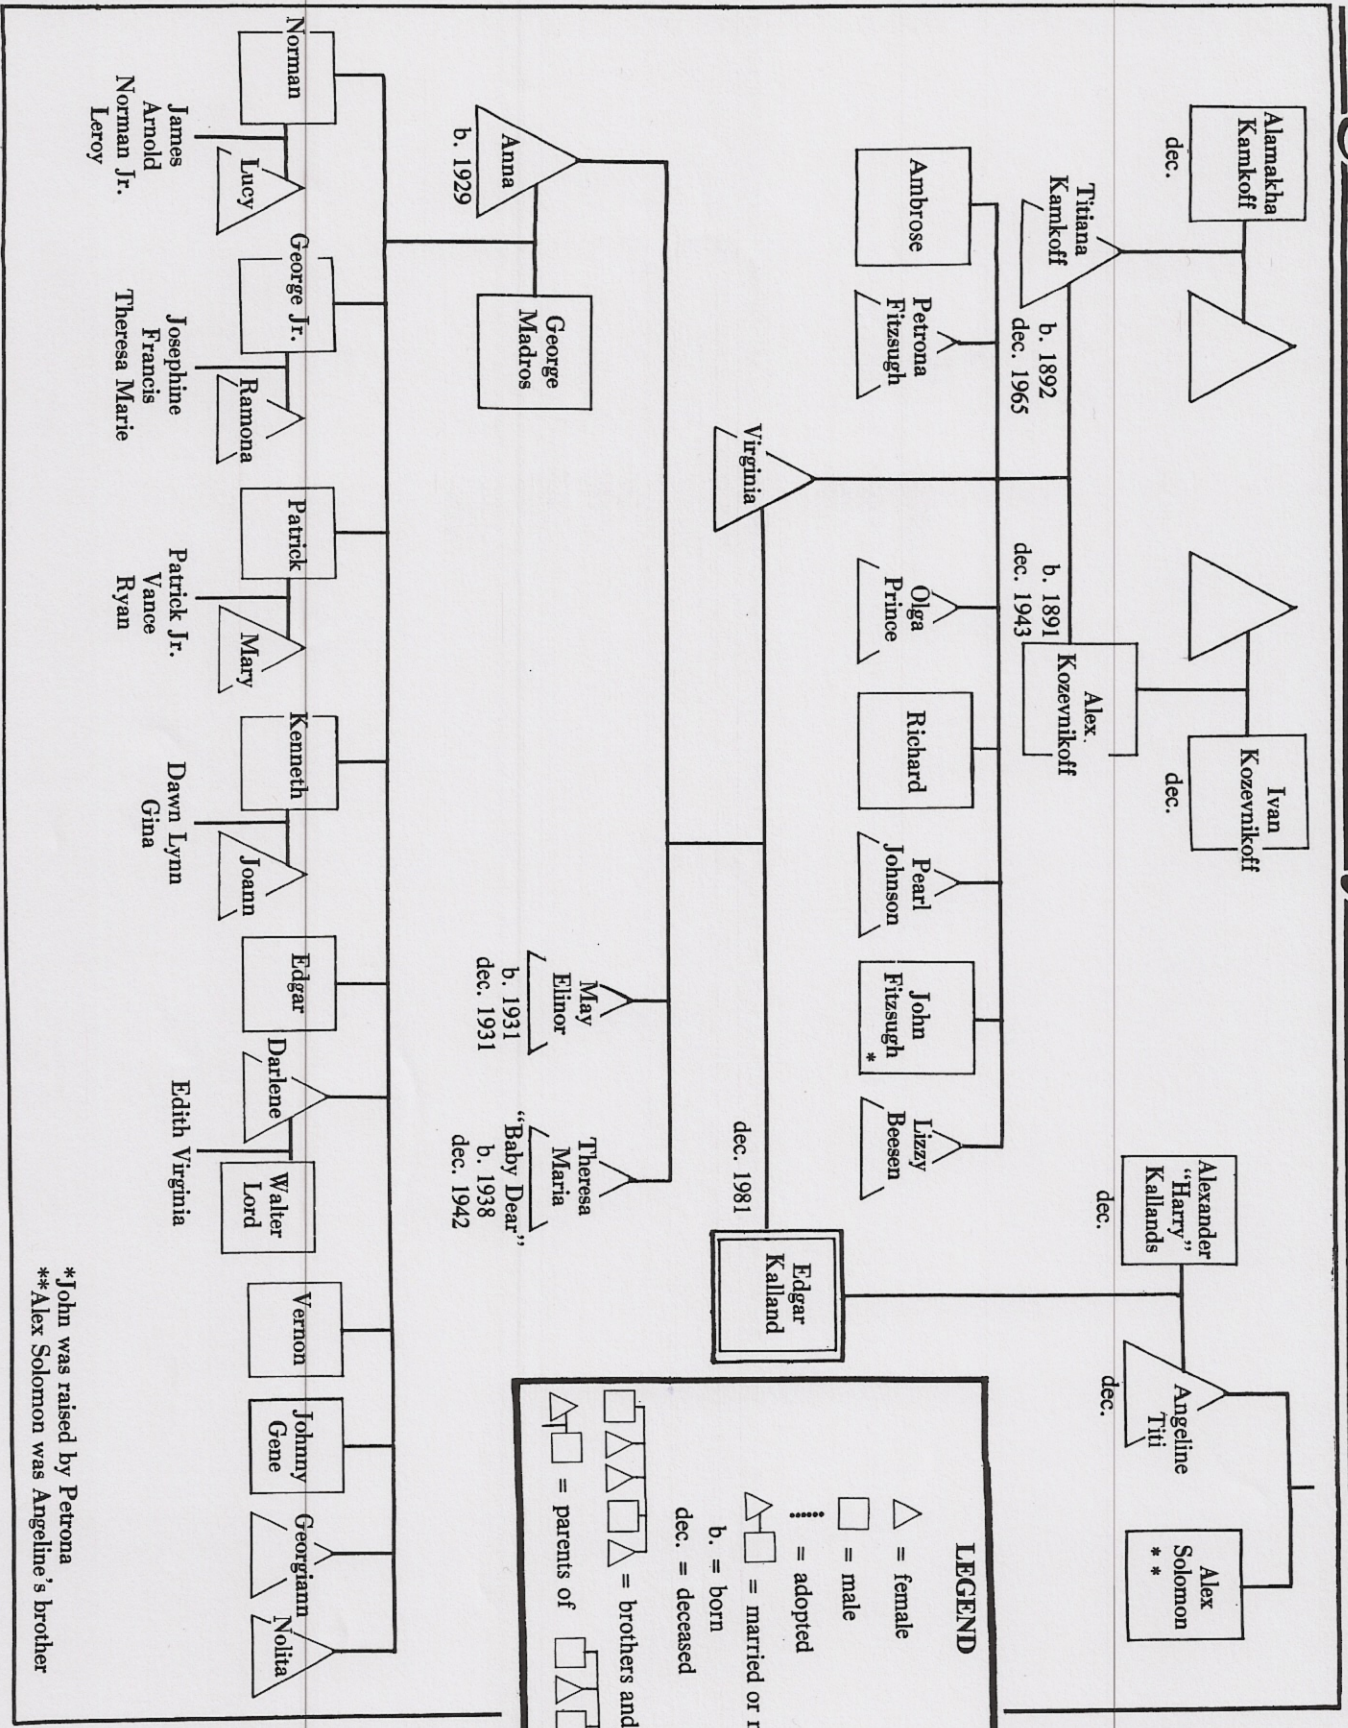 Alamakha
Kamkoff
dec.
Ivan
Kozevnikoff
dec.
Alexander
"Harry"
Kallands
dec.
Angeline
Titi
dec.
Alex
Solomon
**
Titiana
Kamkoff
b. 1892
dec. 1965
b. 1891
dec. 1943
Alex
Kozevnikoff
Ambrose
Petrona
Fitzsugh
Olga
Prince
Richard
Pearl
Johnson
John
Fitzsugh
*
Lizzy
Beesen
Virginia
dec. 1981
Edgar
Kalland
Anna
b. 1929
George
Madros
May
Elinor
b. 1931
dec. 1931
Theresa
Maria
"Baby Dear"
b. 1938
dec. 1942
Norman
Lucy
George Jr.
Ramona
Patrick
Mary
Kenneth
Joann
Edgar
Darlene
Walter
Lord
Vernon
Johnny
Gene
Georgiann
Nolita
James
Arnold
Norman Jr.
Leroy
Josephine
Francis
Theresa Marie
Patrick Jr.
Vance
Ryan
Dawn Lynn
Gina
Edith Virginia
LEGEND
= female
= male
= adopted
= married or
b. = born
dec. = deceased
= brothers and
= parents of
*John was raised by Petrona
**Alex Solomon was Angeline's brother